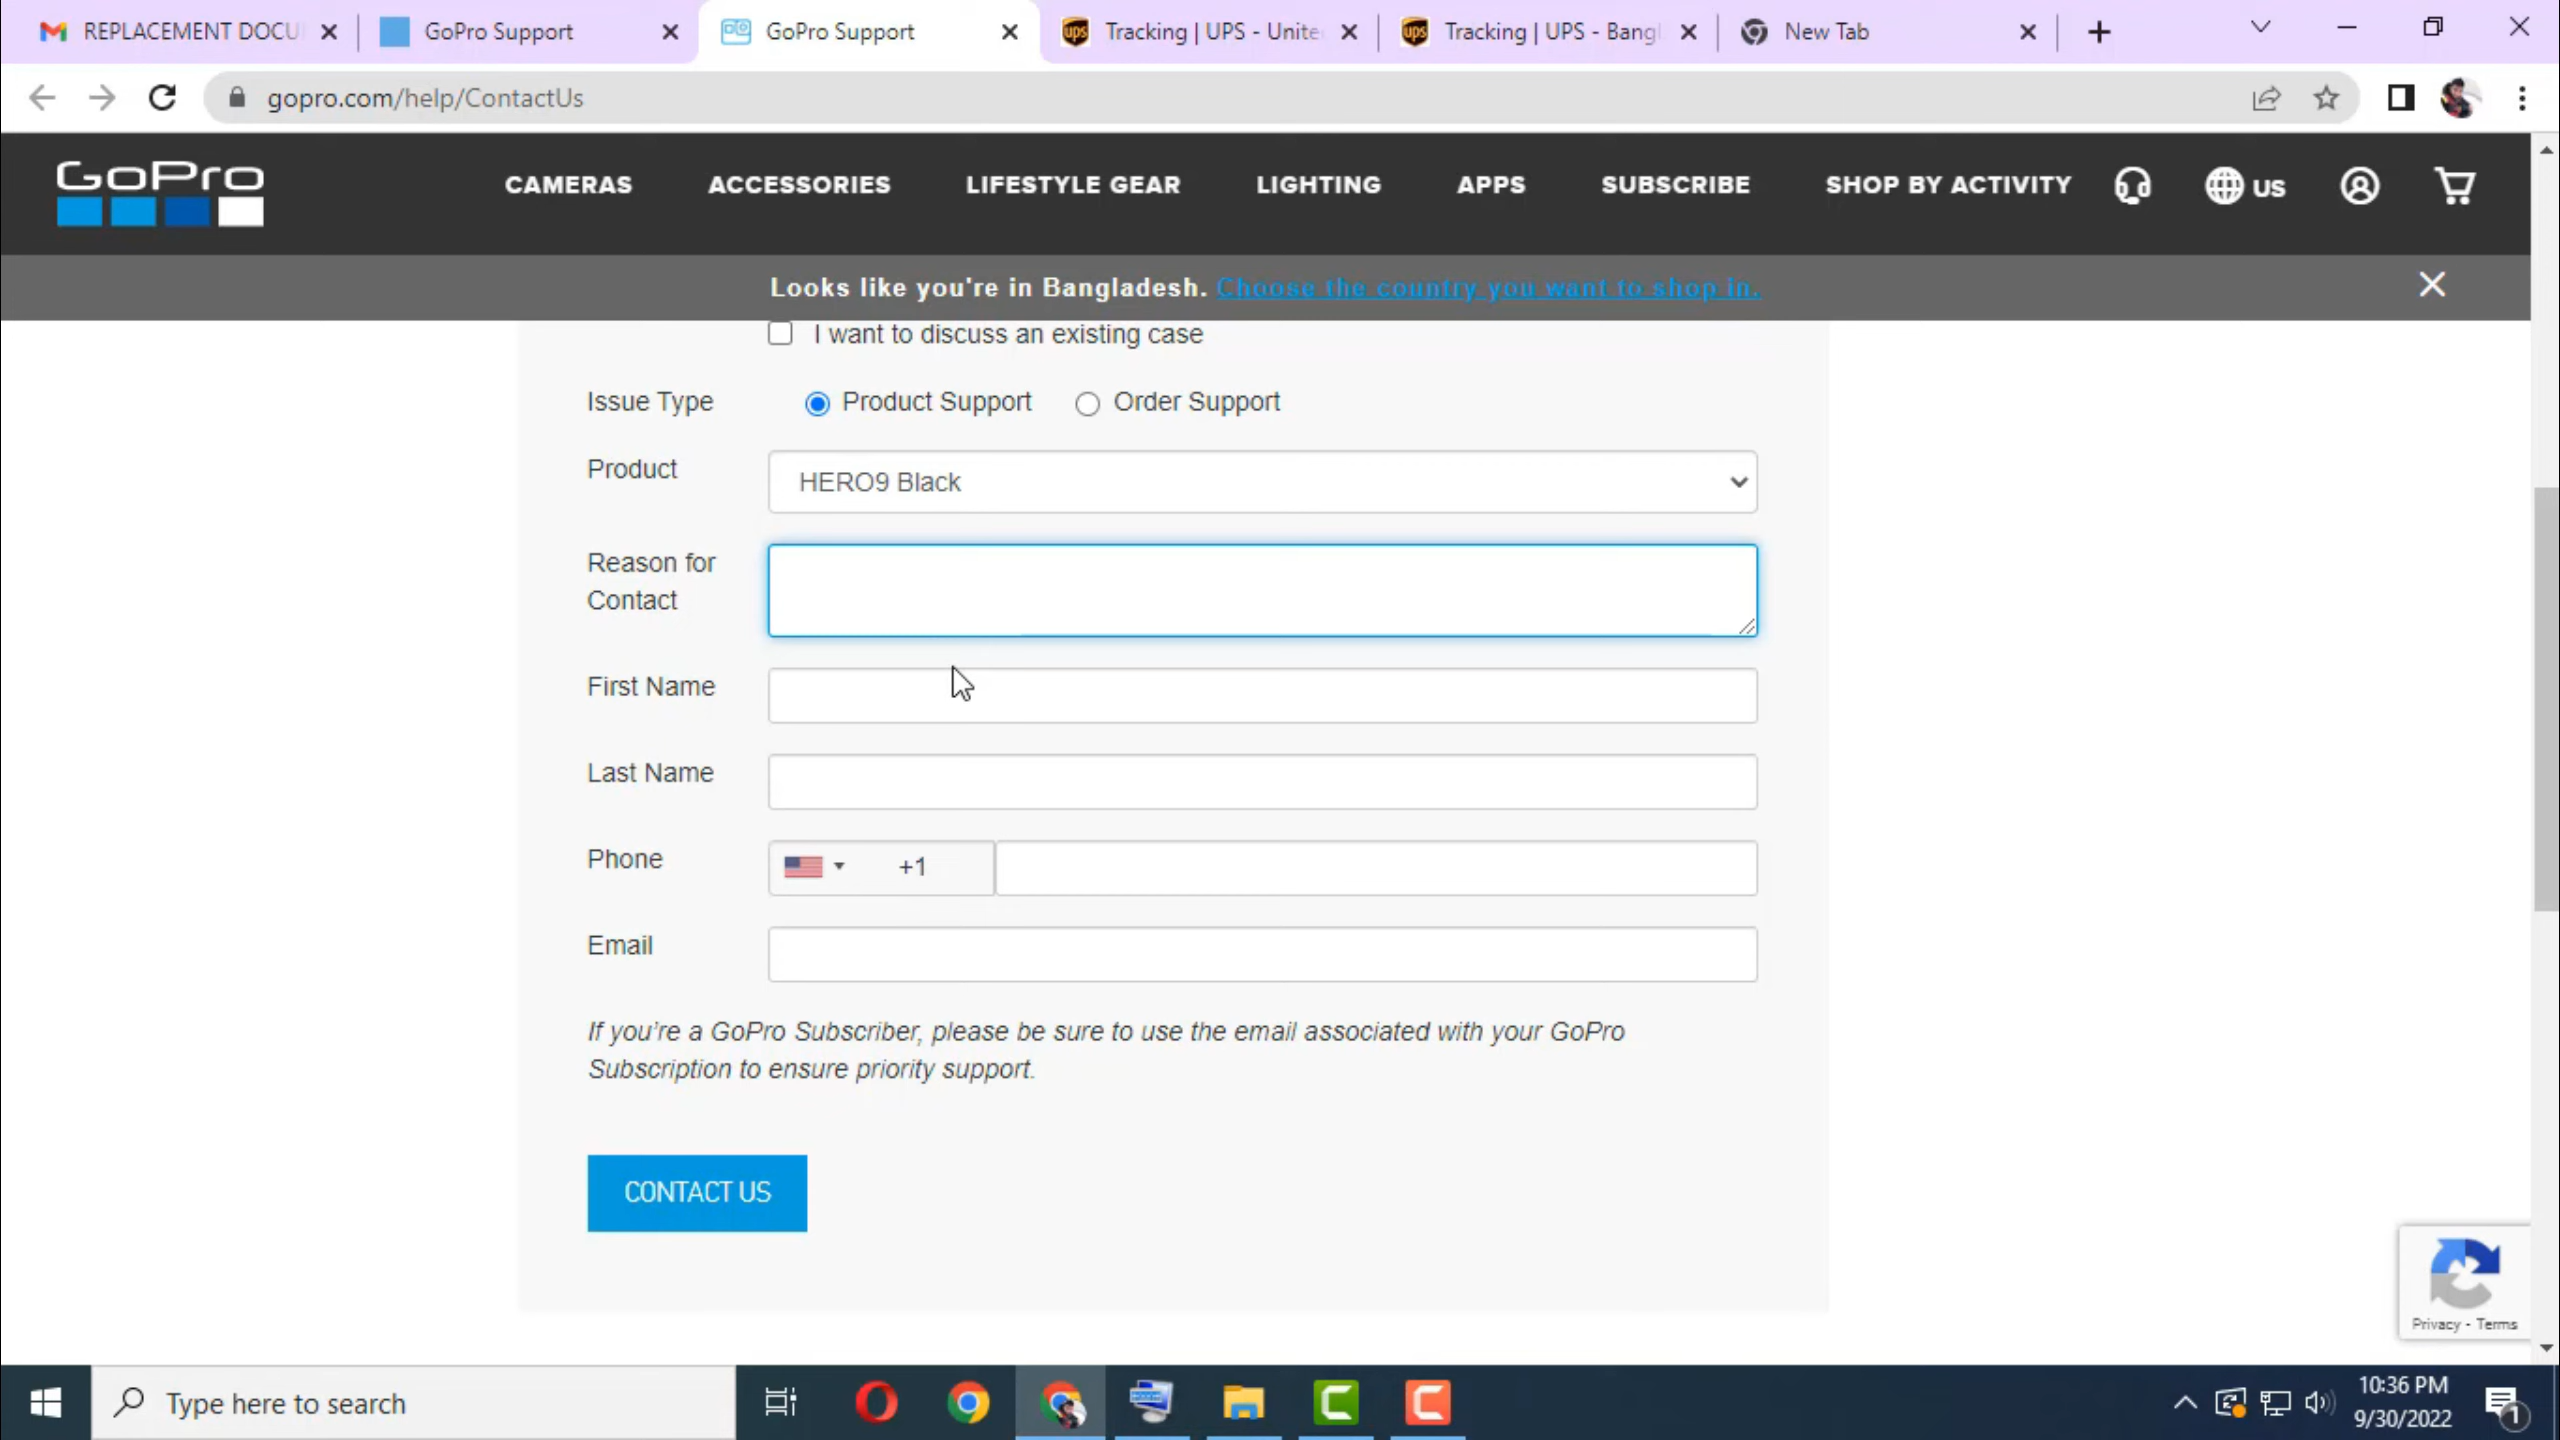 REPLACEMENT DOCU
GoPro Support
GoPro Support
Tracking | UPS - Unite
Tracking | UPS - Bangl
New Tab
gopro.com/help/ContactUs
GoPro
CAMERAS
ACCESSORIES
LIFESTYLE GEAR
LIGHTING
APPS
SUBSCRIBE
SHOP BY ACTIVITY
US
Looks like you're in Bangladesh. Choose the country you want to shop in.
I want to discuss an existing case
Issue Type
Product Support
Order Support
Product
HERO9 Black
Reason for
Contact
First Name
Last Name
Phone
+1
Email
If you're a GoPro Subscriber, please be sure to use the email associated with your GoPro
Subscription to ensure priority support.
CONTACT US
Privacy - Terms
Type here to search
10:36 PM
9/30/2022
1